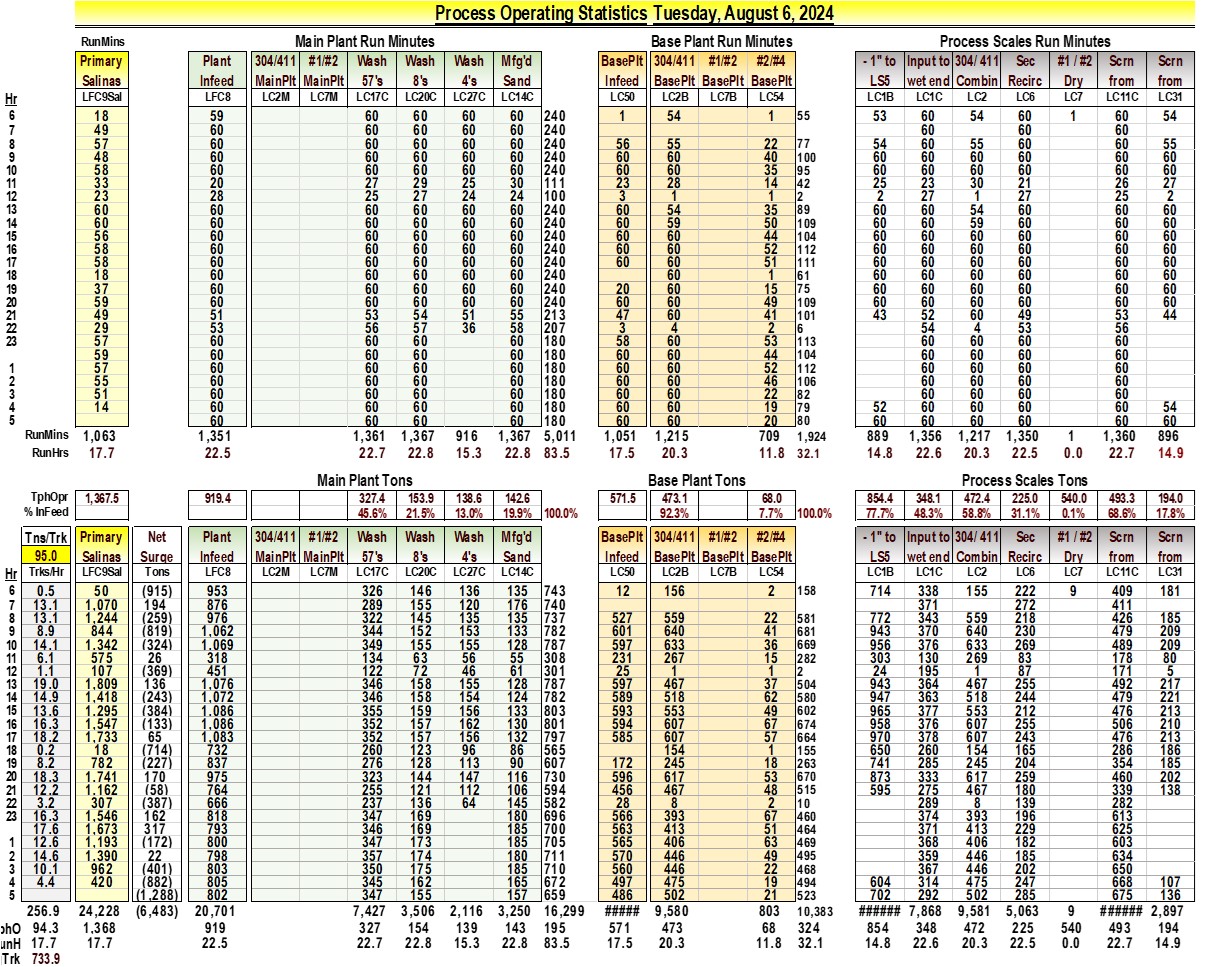 Process Operating Statistics Tuesday, August 6, 2024
RunMins Main Plant Run Minutes Base Plant Run Minutes Process Scales Run Minutes
Primary Plant 304/411 #1/#2 Wash Wash Wash Mfg'd BasePlt 304/411 #1/#2 #2/#4 - 1" to Input to 304/ 411 Sec #1 / #2 Scrn Scrn
Salinas Infeed MainPlt MainPlt 57's 8's 4's Sand Infeed BasePlt BasePlt BasePlt LS5 wet end Combin Recirc Dry from from
Hr LFC9Sal LFC8 LC2M LC7M LC17C LC20C LC27C LC14C LC50 LC2B LC7B LC54 LC1B LC1C LC2 LC6 LC7 LC11C LC31
6 18 59 60 60 60 60 240 1 54 1 55 53 60 54 60 1 60 54
7 49 60 60 60 60 60 240 60 60 60
8 57 60 60 60 60 60 240 56 55 22 77 54 60 55 60 60 55
9 48 60 60 60 60 60 240 60 60 40 100 60 60 60 60 60 60
10 58 60 60 60 60 60 240 60 60 35 95 60 60 60 60 60 60
11 33 20 27 29 25 30 111 23 28 14 42 25 23 30 21 26 27
12 23 28 25 27 24 24 100 3 1 1 2 2 27 1 27 25 2
13 60 60 60 60 60 60 240 60 54 35 89 60 60 54 60 60 60
14 60 60 60 60 60 60 240 60 59 50 109 60 60 59 60 60 60
15 56 60 60 60 60 60 240 60 60 44 104 60 60 60 60 60 60
16 58 60 60 60 60 60 240 60 60 52 112 60 60 60 60 60 60
17 58 60 60 60 60 60 240 60 60 51 111 60 60 60 60 60 60
18 18 60 60 60 60 60 240 60 1 61 60 60 60 60 60 60
19 37 60 60 60 60 60 240 20 60 15 75 60 60 60 60 60 60
20 59 60 60 60 60 60 240 60 60 49 109 60 60 60 60 60 60
21 49 51 53 54 51 55 213 47 60 41 101 43 52 60 49 53 44
22 29 53 56 57 36 58 207 3 4 2 6 54 4 53 56
23 57 60 60 60 60 180 58 60 53 113 60 60 60 60
59 60 60 60 60 180 60 60 44 104 60 60 60 60
1 57 60 60 60 60 180 60 60 52 112 60 60 60 60
2 55 60 60 60 60 180 60 60 46 106 60 60 60 60
3 51 60 60 60 60 180 60 60 22 82 60 60 60 60
4 14 60 60 60 60 180 60 60 19 79 52 60 60 60 60 54
5 60 60 60 60 180 60 60 20 80 60 60 60 60 60 60
RunMins 1,063 1,351 1,361 1,367 916 1,367 5,011 1,051 1,215 709 1,924 889 1,356 1,217 1,350 1 1,360 896
RunHrs 17.7 22.5 22.7 22.8 15.3 22.8 83.5 17.5 20.3 11.8 32.1 14.8 22.6 20.3 22.5 0.0 22.7 14.9
Main Plant Tons Base Plant Tons Process Scales Tons
TphOpr 1,367.5 919.4 327.4 153.9 138.6 142.6 571.5 473.1 68.0 854.4 348.1 472.4 225.0 540.0 493.3 194.0
% InFeed 45.6% 21.5% 13.0% 19.9% 100.0% 92.3% 7.7% 100.0% 77.7% 48.3% 58.8% 31.1% 0.1% 68.6% 17.8%
Tns/Trk Primary Net Plant 304/411 #1/#2 Wash Wash Wash Mfg'd BasePlt 304/411 #1/#2 #2/#4 - 1" to Input to 304/ 411 Sec #1 / #2 Scrn Scrn
95.0 Salinas Surge Infeed MainPlt MainPlt 57's 8's 4's Sand Infeed BasePlt BasePlt BasePlt LS5 wet end Combin Recirc Dry from from
Hr Trks/Hr LFC9Sal Tons LFC8 LC2M LC7M LC17C LC20C LC27C LC14C LC50 LC2B LC7B LC54 LC1B LC1C LC2 LC6 LC7 LC11C LC31
6 0.5 50 (915) 953 326 146 136 135 743 12 156 2 158 714 338 155 222 9 409 181
7 13.1 1,070 194 876 289 155 120 176 740 371 272 411
8 13.1 1,244 (259) 976 322 145 135 135 737 527 559 22 581 772 343 559 218 426 185
9 8.9 844 (819) 1,062 344 152 153 133 782 601 640 41 681 943 370 640 230 479 209
10 14.1 1,342 (324) 1,069 349 155 155 128 787 597 633 36 669 956 376 633 269 489 209
11 6.1 575 26 318 134 63 56 55 308 231 267 15 282 303 130 269 83 178 80
12 1.1 107 (369) 451 122 72 46 61 301 25 1 1 2 24 195 1 87 171 5
13 19.0 1,809 136 1,076 346 158 155 128 787 597 467 37 504 943 364 467 255 492 217
14 14.9 1,418 (243) 1,072 346 158 154 124 782 589 518 62 580 947 363 518 244 479 221
15 13.6 1,295 (384) 1,086 355 159 156 133 803 593 553 49 602 965 377 553 212 476 213
16 16.3 1,547 (133) 1,086 352 157 162 130 801 594 607 67 674 958 376 607 255 506 210
17 18.2 1,733 65 1,083 352 157 156 132 797 585 607 57 664 970 378 607 243 476 213
18 0.2 18 (714) 732 260 123 96 86 565 154 1 155 650 260 154 165 286 186
19 8.2 782 (227) 837 276 128 113 90 607 172 245 18 263 741 285 245 204 354 185
20 18.3 1,741 170 975 323 144 147 116 730 596 617 53 670 873 333 617 259 460 202
21 12.2 1,162 (58) 764 255 121 112 106 594 456 467 48 515 595 275 467 180 339 138
22 3.2 307 (387) 666 237 136 64 145 582 28 8 2 10 289 8 139 282
23 16.3 1,546 162 818 347 169 180 696 566 393 67 460 374 393 196 613
17.6 1,673 317 793 346 169 185 700 563 413 51 464 371 413 229 625
1 12.6 1,193 (172) 800 347 173 185 705 565 406 63 469 368 406 182 603
2 14.6 1,390 22 798 357 174 180 711 570 446 49 495 359 446 185 634
3 10.1 962 (401) 803 350 175 185 710 560 446 22 468 367 446 202 650
4 4.4 420 (882) 805 345 162 165 672 497 475 19 494 604 314 475 247 668 107
5 (1,288) 802 347 155 157 659 486 502 21 523 702 292 502 285 675 136
256.9 24,228 (6,483) 20,701 7,427 3,506 2,116 3,250 16,299 ##### 9,580 803 10,383 ###### 7,868 9,581 5,063 9 ###### 2,897
phO 94.3 1,368 919 327 154 139 143 195 571 473 68 324 854 348 472 225 540 493 194
unH 17.7 17.7 22.5 22.7 22.8 15.3 22.8 83.5 17.5 20.3 11.8 32.1 14.8 22.6 20.3 22.5 0.0 22.7 14.9
Trk 733.9